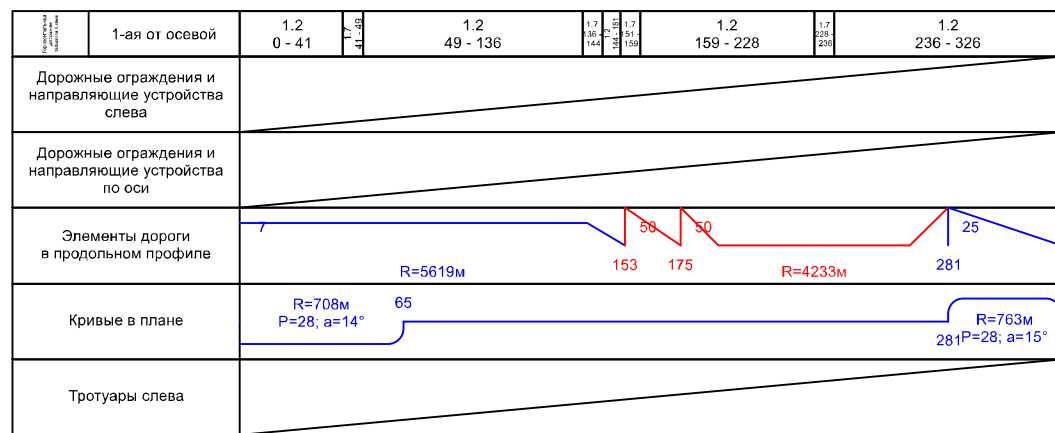 1-ая от осевой
1.2
0 - 41
1.7
41 - 49
1.2
49 - 136
1.7
136 -
144
1.2
144 - 151
1.7
151 -
159
1.2
159 - 228
1.7
228 -
236
1.2
236 - 326
Дорожные ограждения и
направляющие устройства
слева
Дорожные ограждения и
направляющие устройства
по оси
Элементы дороги
в продольном профиле
7
R=5619м
153
50
175
50
R=4233м
281
25
Кривые в плане
R=708м
P=28; a=14°
65
281
R=763м
P=28; a=15°
Тротуары слева